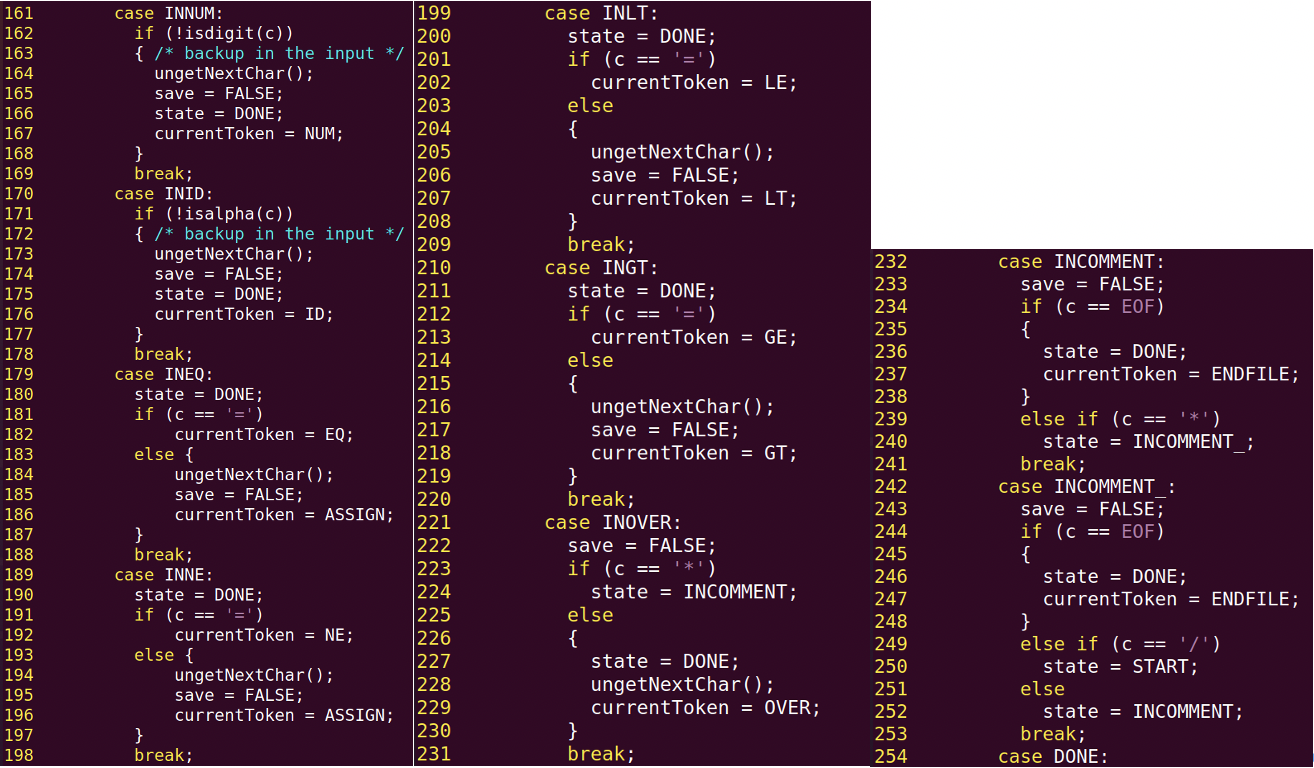 161         case INNUM:
162           if (!isdigit(c))
163           { /* backup in the input */
164             ungetNextChar();
165             save = FALSE;
166             state = DONE;
167             currentToken = NUM;
168           }
169           break;
170         case INID:
171           if (!isalpha(c))
172           { /* backup in the input */
173             ungetNextChar();
174             save = FALSE;
175             state = DONE;
176             currentToken = ID;
177           }
178           break;
179         case INEQ:
180           state = DONE;
181           if (c == '=')
182               currentToken = EQ;
183           else {
184               ungetNextChar();
185               save = FALSE;
186               currentToken = ASSIGN;
187           }
188           break;
189         case INNE:
190           state = DONE;
191           if (c == '=')
192               currentToken = NE;
193           else {
194               ungetNextChar();
195               save = FALSE;
196               currentToken = ASSIGN;
197           }
198           break;
199         case INLT:
200           state = DONE;
201           if (c == '=')
202             currentToken = LE;
203           else
204           {
205             ungetNextChar();
206             save = FALSE;
207             currentToken = LT;
208           }
209           break;
210         case INGT:
211           state = DONE;
212           if (c == '=')
213             currentToken = GE;
214           else
215           {
216             ungetNextChar();
217             save = FALSE;
218             currentToken = GT;
219           }
220           break;
221         case INOVER:
222           save = FALSE;
223           if (c == '*')
224             state = INCOMMENT;
225           else
226           {
227             state = DONE;
228             ungetNextChar();
229             currentToken = OVER;
230           }
231           break;
232         case INCOMMENT:
233           save = FALSE;
234           if (c == EOF)
235           {
236             state = DONE;
237             currentToken = ENDFILE;
238           }
239           else if (c == '*')
240             state = INCOMMENT_;
241           break;
242         case INCOMMENT_:
243           save = FALSE;
244           if (c == EOF)
245           {
246             state = DONE;
247             currentToken = ENDFILE;
248           }
249           else if (c == '/')
250             state = START;
251           else
252             state = INCOMMENT;
253           break;
254         case DONE: